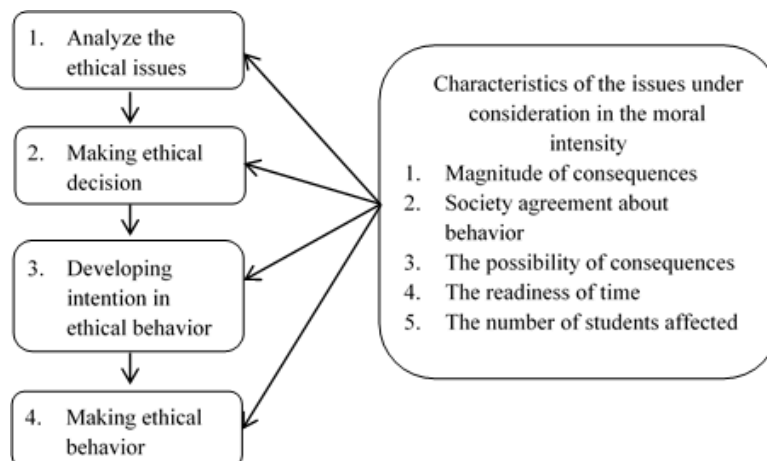 1. Analyze the
ethical issues
2. Making ethical
decision
3. Developing
intention in
ethical behavior
4. Making ethical
behavior
Characteristics of the issues under
consideration in the moral
intensity
1. Magnitude of consequences
2. Society agreement about
behavior
3. The possibility of consequences
4. The readiness of time
5. The number of students affected